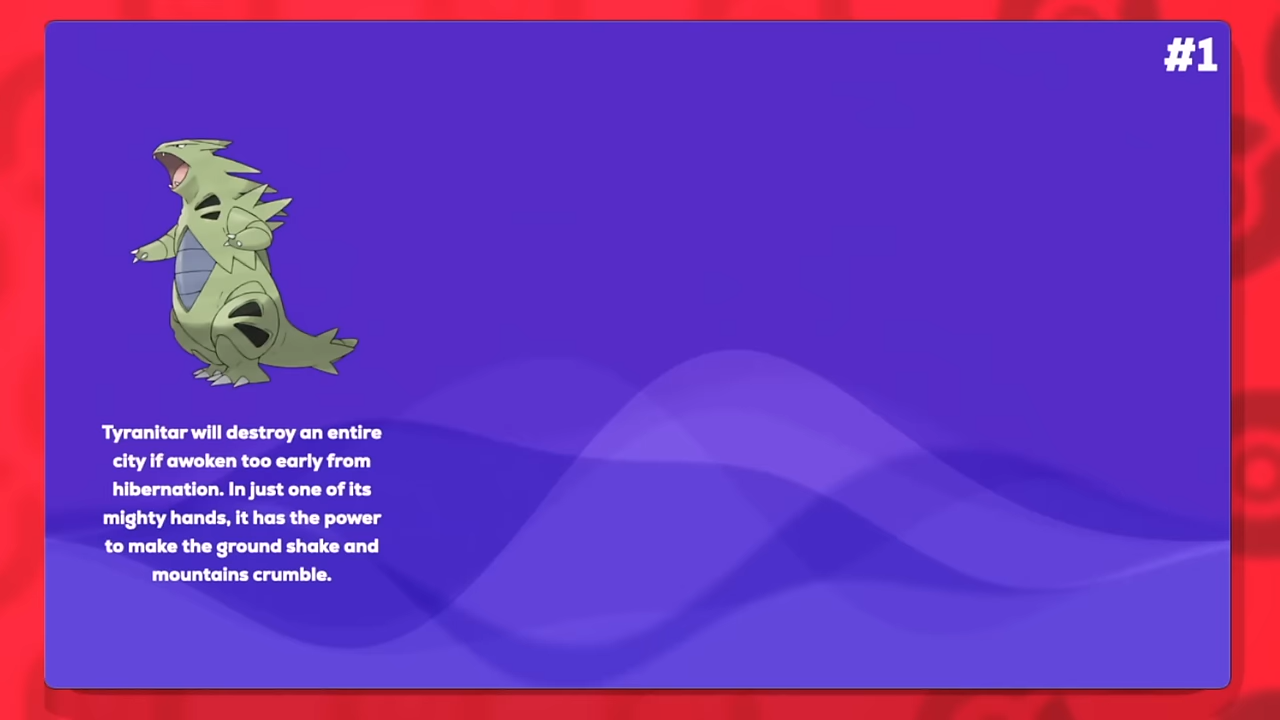 #1
Tyranitar will destroy an entire
city if awoken too early from
hibernation. In just one of its
mighty hands, it has the power
to make the ground shake and
mountains crumble.